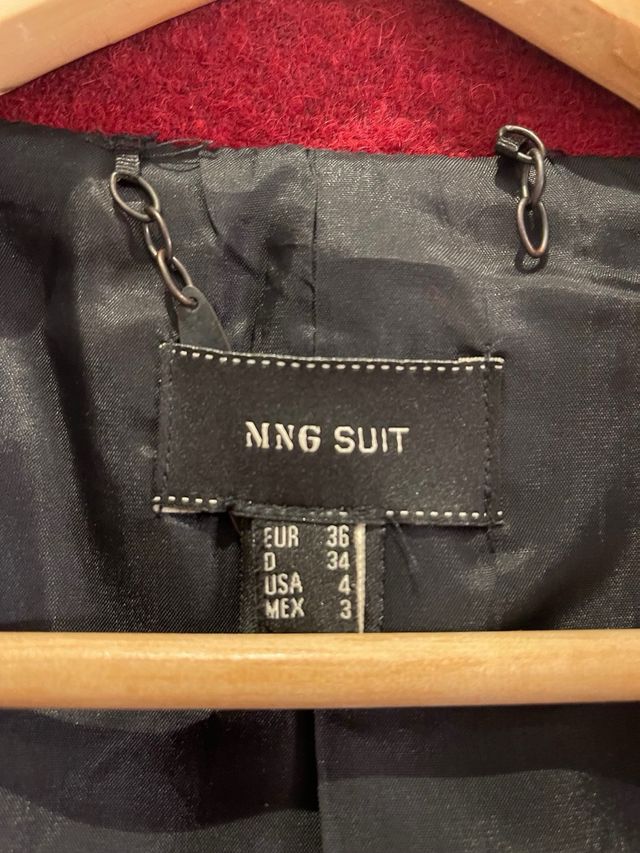 MNG SUIT
EUR 36
D 34
USA 4
MEX 3